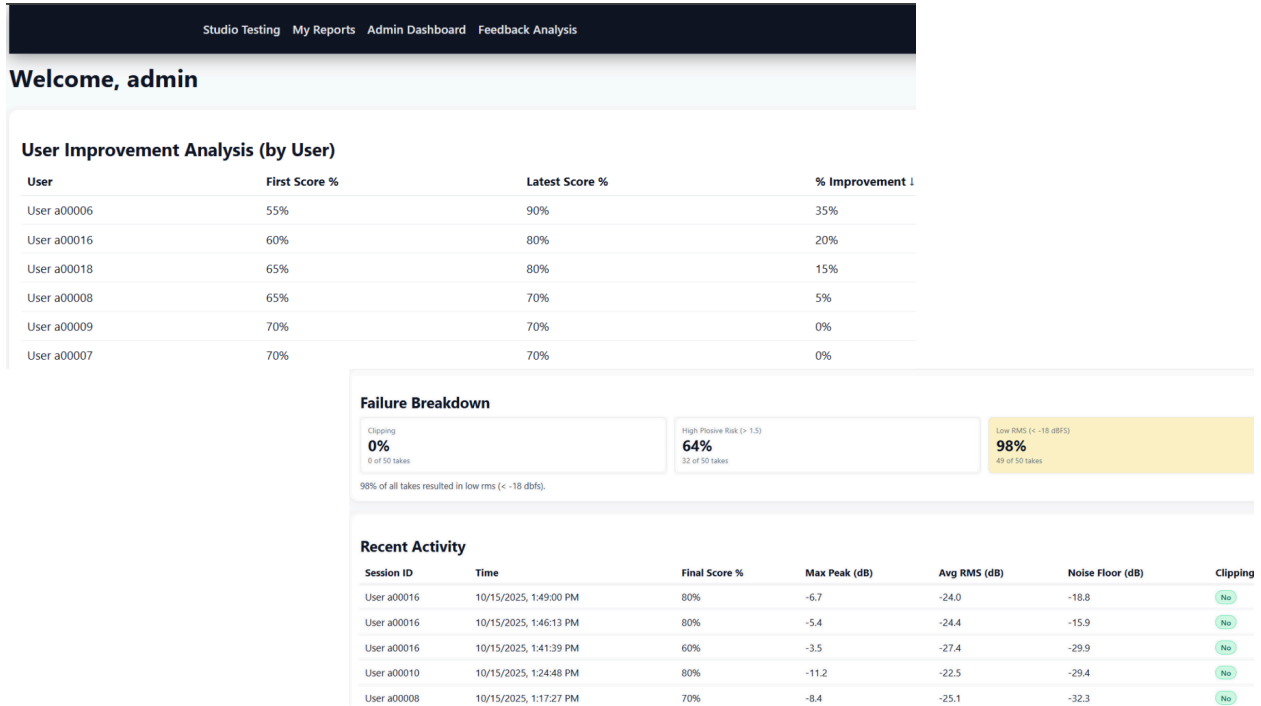 Studio Testing My Reports Admin Dashboard Feedback Analysis
Welcome, admin
User Improvement Analysis (by User)
User First Score % Latest Score % % Improvement ↓
User a00006 55% 90% 35%
User a00016 60% 80% 20%
User a00018 65% 80% 15%
User a00008 65% 70% 5%
User a00009 70% 70% 0%
User a00007 70% 70% 0%
Failure Breakdown
Clipping High Plosive Risk (> 1.5) Low RMS (< -18 dBFS)
0% 64% 98%
0 of 50 takes 32 of 50 takes 49 of 50 takes
98% of all takes resulted in low rms (< -18 dbfs).
Recent Activity
Session ID Time Final Score % Max Peak (dB) Avg RMS (dB) Noise Floor (dB) Clipping
User a00016 10/15/2025, 1:49:00 PM 80% -6.7 -24.0 -18.8 No
User a00016 10/15/2025, 1:46:13 PM 80% -5.4 -24.4 -15.9 No
User a00016 10/15/2025, 1:41:39 PM 60% -3.5 -27.4 -29.9 No
User a00010 10/15/2025, 1:24:48 PM 80% -11.2 -22.5 -29.4 No
User a00008 10/15/2025, 1:17:27 PM 70% -8.4 -25.1 -32.3 No